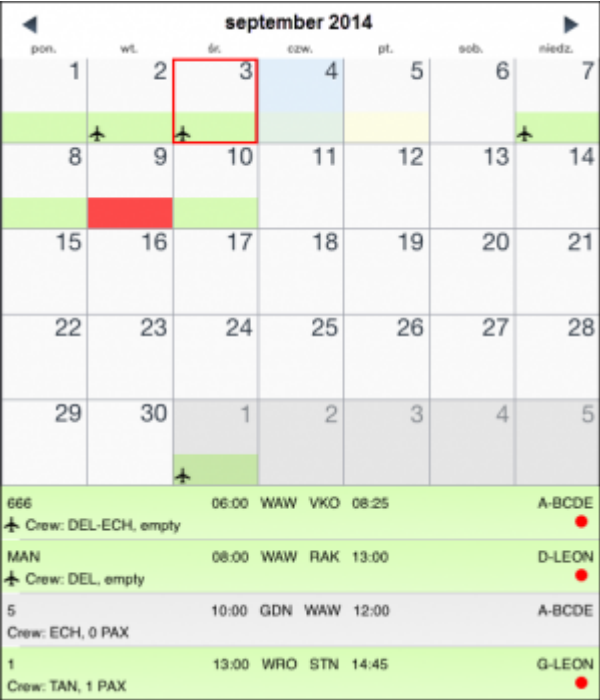 september 2014
pon. wt. śr. czw. pt. sob. niedz.
1 2 3 4 5 6 7
8 9 10 11 12 13 14
15 16 17 18 19 20 21
22 23 24 25 26 27 28
29 30 1 2 3 4 5
666 06:00 WAW VKO 08:25 A-BCDE
Crew: DEL-ECH, empty
MAN 08:00 WAW RAK 13:00 D-LEON
Crew: DEL, empty
5 10:00 GDN WAW 12:00 A-BCDE
Crew: ECH, 0 PAX
1 13:00 WRO STN 14:45 G-LEON
Crew: TAN, 1 PAX